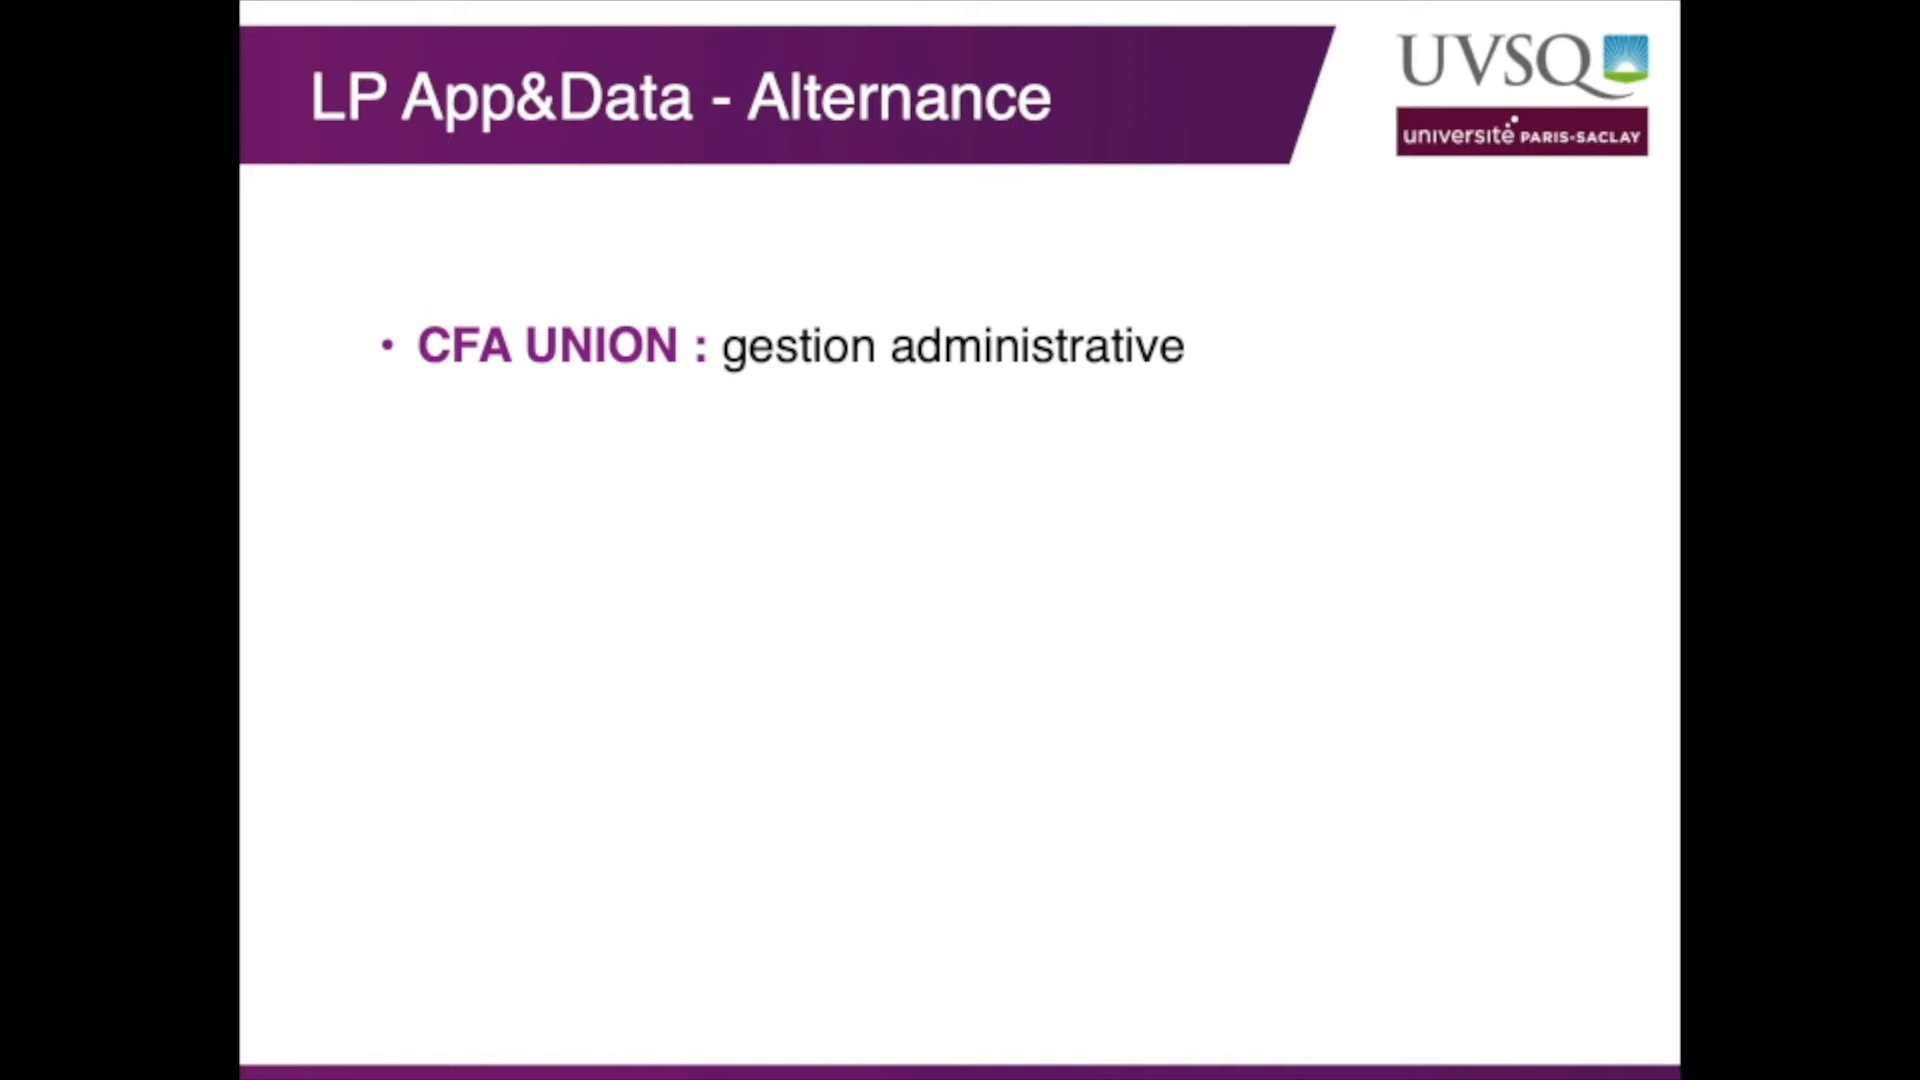 LP App&Data - Alternance
UVSQ
université PARIS-SACLAY
• CFA UNION : gestion administrative